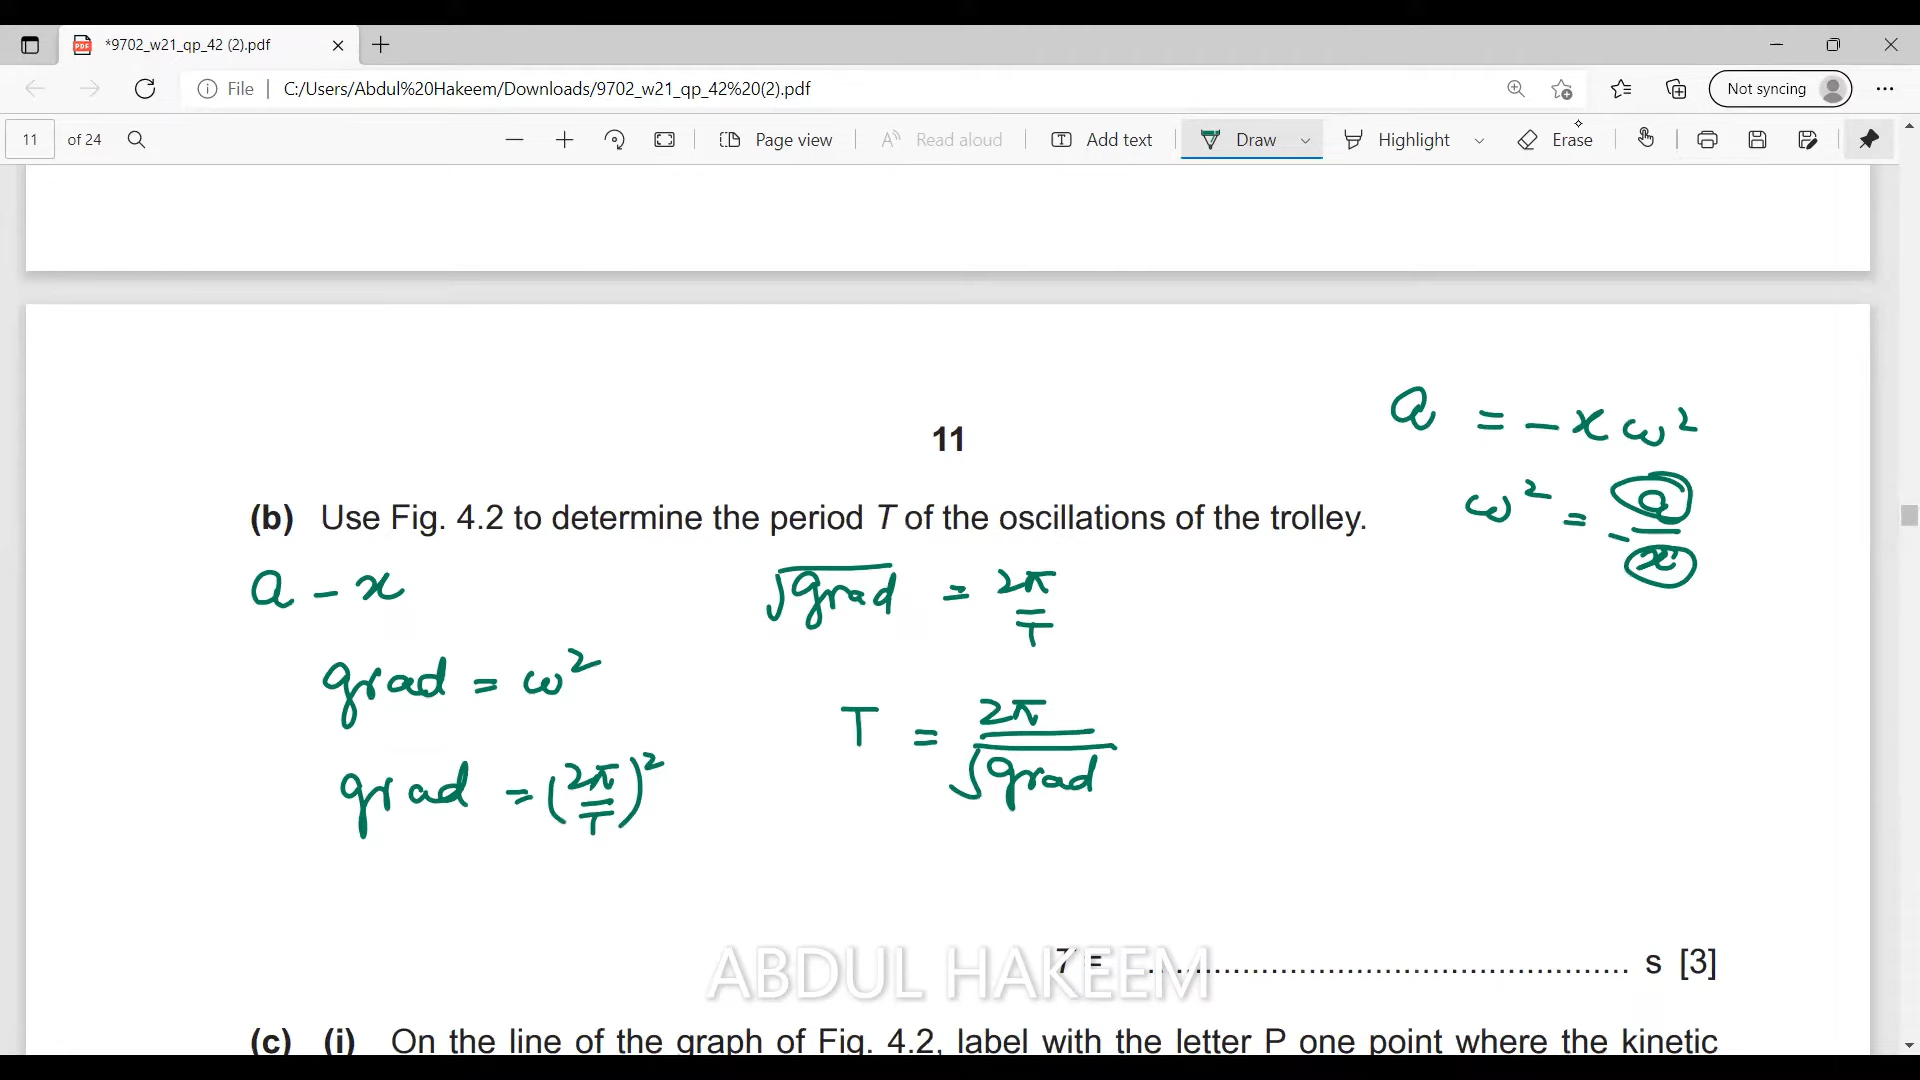 *9702_w21_qp_42 (2).pdf
File C:/Users/Abdul%20Hakeem/Downloads/9702_w21_qp_42%20(2).pdf Not syncing
11 of 24 Page view Read aloud Add text Draw Highlight Erase
11
a = -xω²
ω² = a/-x
(b) Use Fig. 4.2 to determine the period T of the oscillations of the trolley.
a - x
grad = ω²
grad = (2π/T)²
√grad = 2π/T
T = 2π/√grad
T = ........................................ s [3]
ABDUL HAKEEM
(c) (i) On the line of the graph of Fig. 4.2, label with the letter P one point where the kinetic